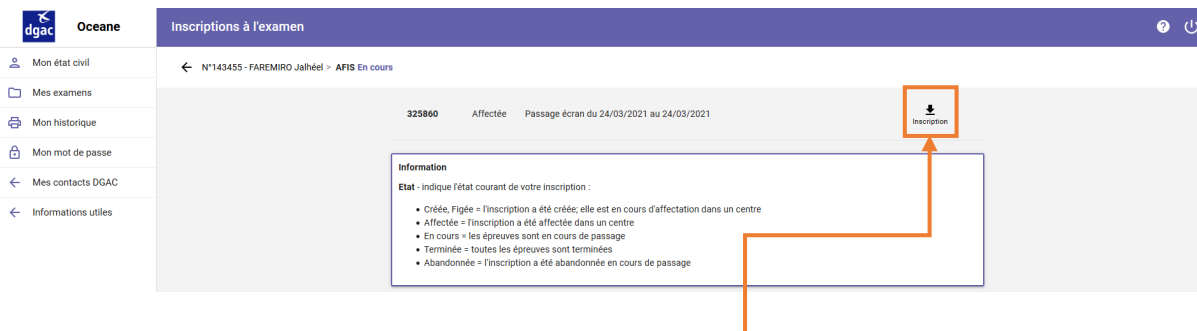 dgac
Oceane
Inscriptions à l'examen
Mon état civil
Mes examens
Mon historique
Mon mot de passe
Mes contacts DGAC
Informations utiles
N°143455 - FAREMIRO Jalhéel > AFIS En cours
325860 Affectée Passage écran du 24/03/2021 au 24/03/2021
Inscription
Information
Etat - indique l'état courant de votre inscription :
• Créée, Figée = l'inscription a été créée; elle est en cours d'affectation dans un centre
• Affectée = l'inscription a été affectée dans un centre
• En cours = les épreuves sont en cours de passage
• Terminée = toutes les épreuves sont terminées
• Abandonnée = l'inscription a été abandonnée en cours de passage